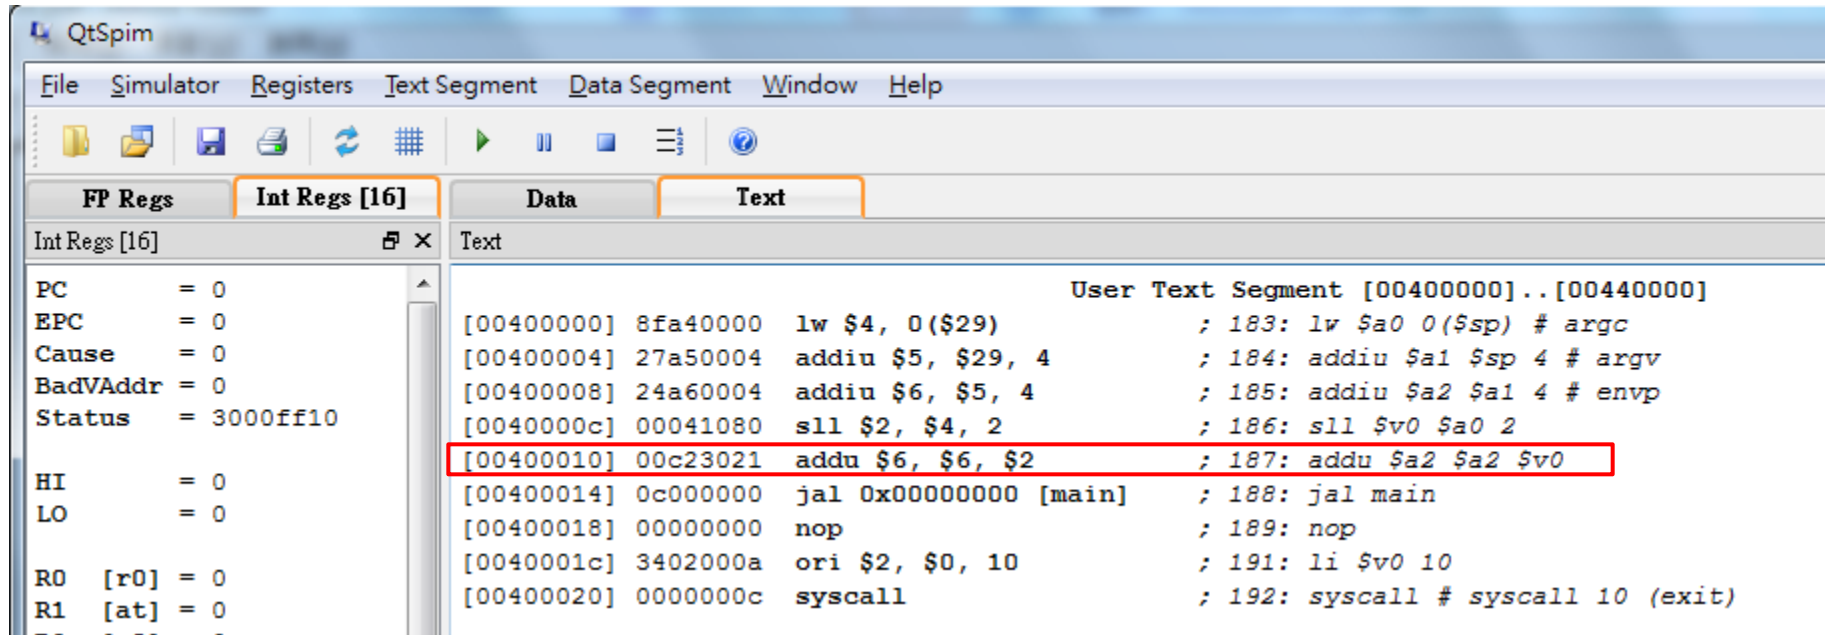 QtSpim
File Simulator Registers Text Segment Data Segment Window Help
FP Regs Int Regs [16] Data Text
Int Regs [16] Text
PC = 0
EPC = 0
Cause = 0
BadVAddr = 0
Status = 3000ff10
HI = 0
LO = 0
R0 [r0] = 0
R1 [at] = 0
User Text Segment [00400000]..[00440000]
[00400000] 8fa40000 lw $4, 0($29) ; 183: lw $a0 0($sp) # argc
[00400004] 27a50004 addiu $5, $29, 4 ; 184: addiu $a1 $sp 4 # argv
[00400008] 24a60004 addiu $6, $5, 4 ; 185: addiu $a2 $a1 4 # envp
[0040000c] 00041080 sll $2, $4, 2 ; 186: sll $v0 $a0 2
[00400010] 00c23021 addu $6, $6, $2 ; 187: addu $a2 $a2 $v0
[00400014] 0c000000 jal 0x00000000 [main] ; 188: jal main
[00400018] 00000000 nop ; 189: nop
[0040001c] 3402000a ori $2, $0, 10 ; 191: li $v0 10
[00400020] 0000000c syscall ; 192: syscall # syscall 10 (exit)